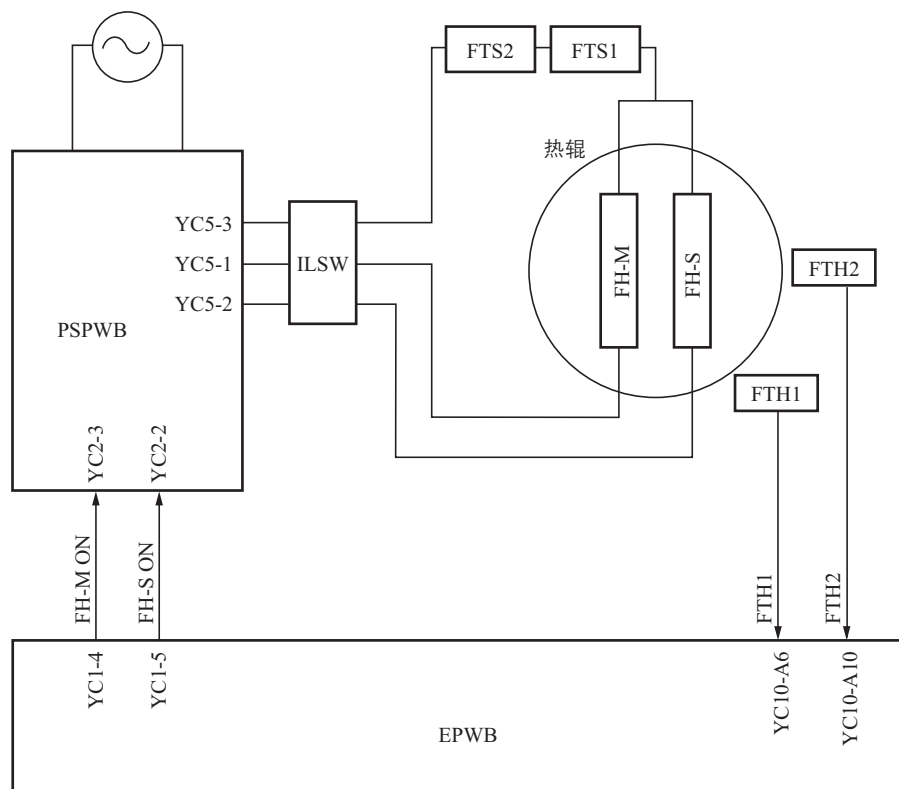 FTS2
FTS1
热辊
YC5-3
YC5-1
YC5-2
ILSW
FH-M
FH-S
FTH2
PSPWB
FTH1
YC2-3
YC2-2
FH-M ON
FH-S ON
FTH1
FTH2
YC1-4
YC1-5
YC10-A6
YC10-A10
EPWB